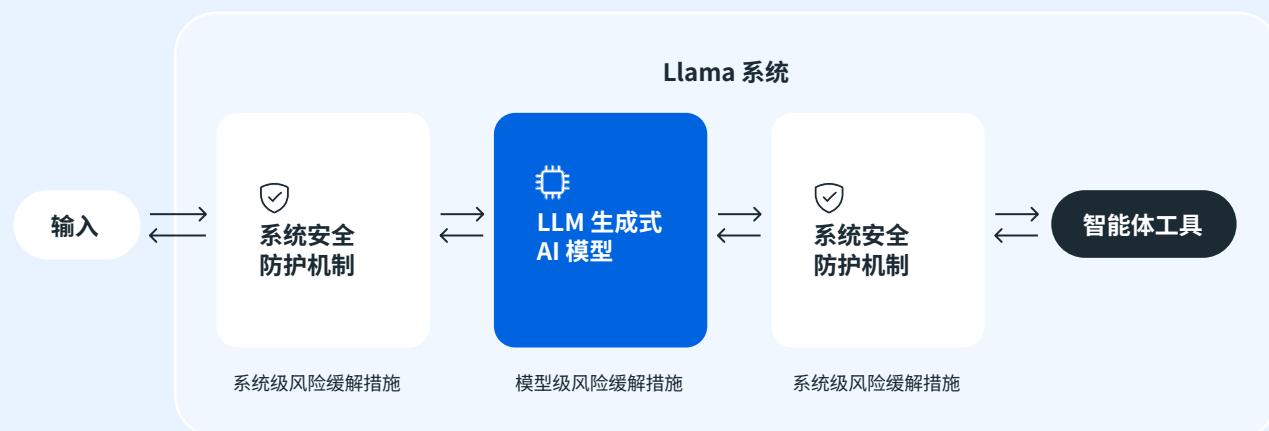 Llama 系统
输入
系统安全
防护机制
LLM 生成式
AI 模型
系统安全
防护机制
智能体工具
系统级风险缓解措施
模型级风险缓解措施
系统级风险缓解措施